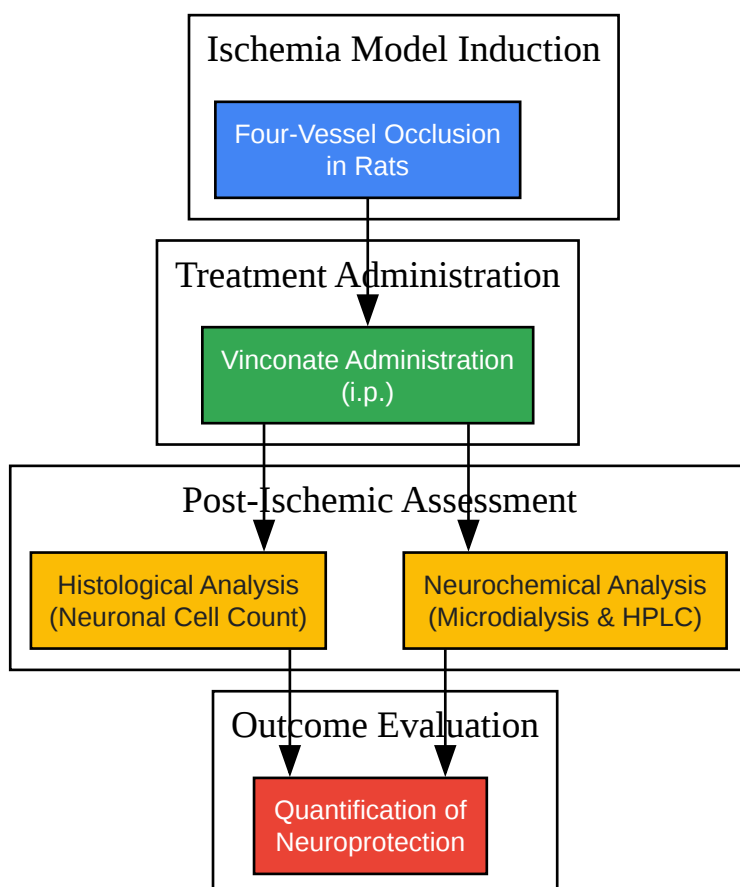 Ischemia Model Induction
Four-Vessel Occlusion
in Rats
Treatment Administration
Vinconate Administration
(i.p.)
Post-Ischemic Assessment
Histological Analysis
(Neuronal Cell Count)
Neurochemical Analysis
(Microdialysis & HPLC)
Outcome Evaluation
Quantification of
Neuroprotection